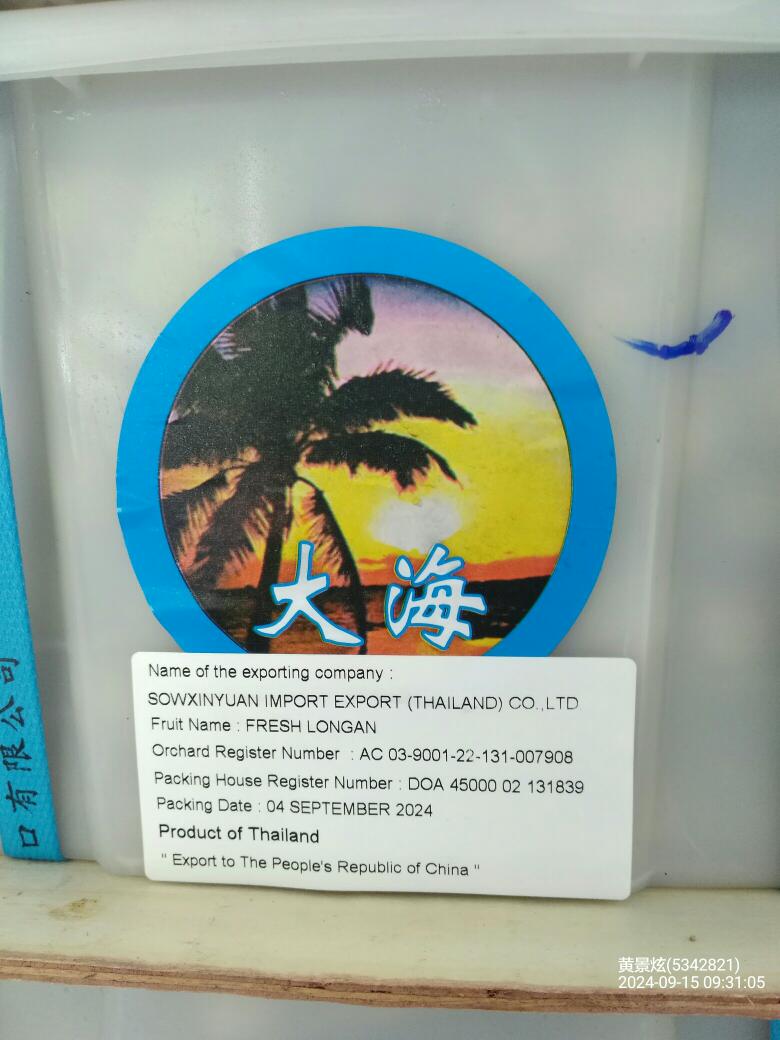 大海
口有限公司
Name of the exporting company :
SOWXINYUAN IMPORT EXPORT (THAILAND) CO.,LTD
Fruit Name : FRESH LONGAN
Orchard Register Number : AC 03-9001-22-131-007908
Packing House Register Number : DOA 45000 02 131839
Packing Date : 04 SEPTEMBER 2024
Product of Thailand
" Export to The People's Republic of China "
黄景炫(5342821)
2024-09-15 09:31:05